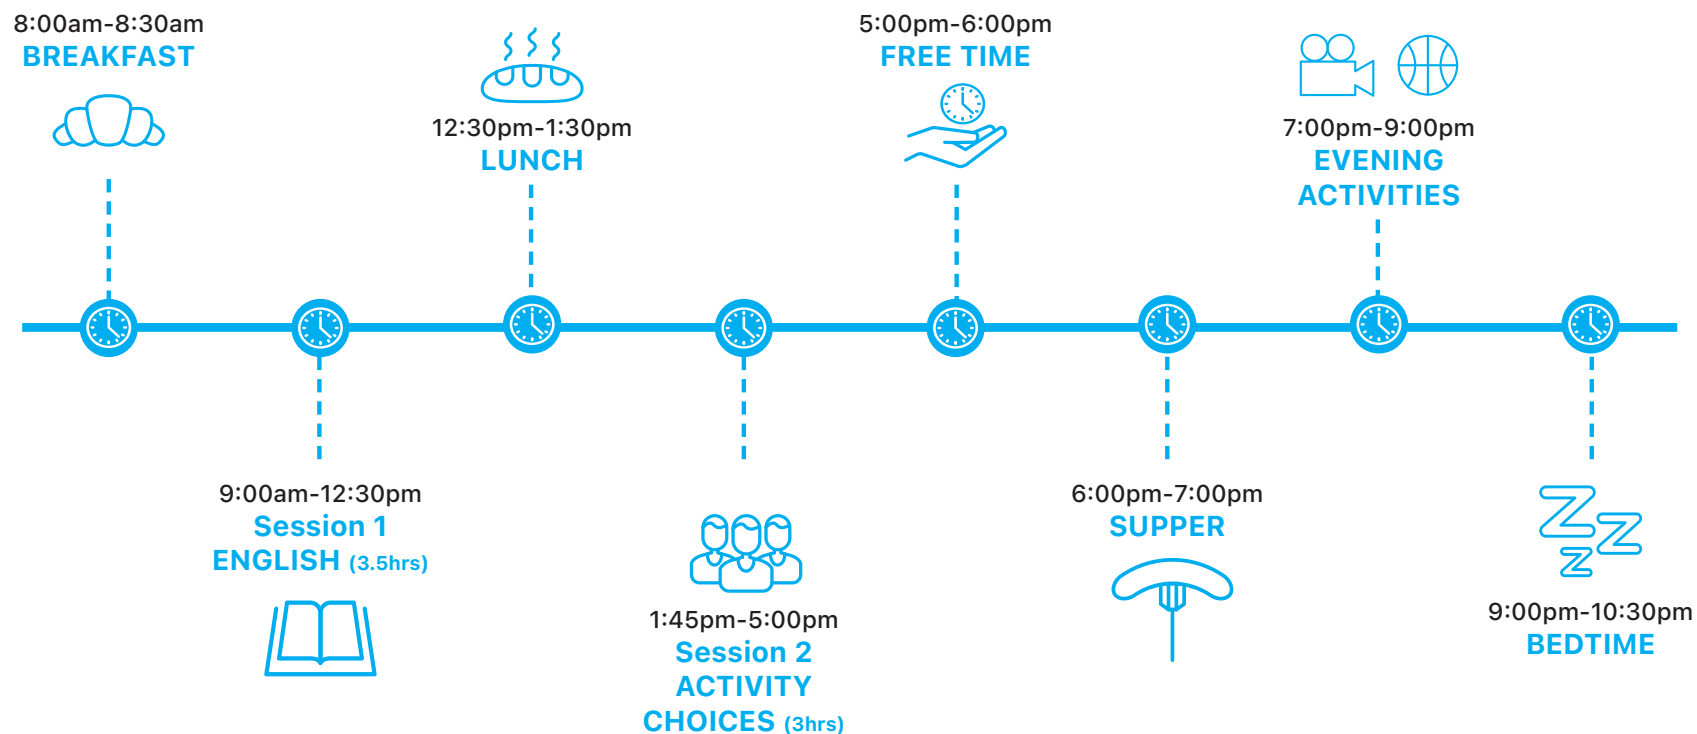 8:00am-8:30am
BREAKFAST
9:00am-12:30pm
Session 1
ENGLISH (3.5hrs)
12:30pm-1:30pm
LUNCH
1:45pm-5:00pm
Session 2
ACTIVITY
CHOICES (3hrs)
5:00pm-6:00pm
FREE TIME
6:00pm-7:00pm
SUPPER
7:00pm-9:00pm
EVENING
ACTIVITIES
ZZZ
9:00pm-10:30pm
BEDTIME